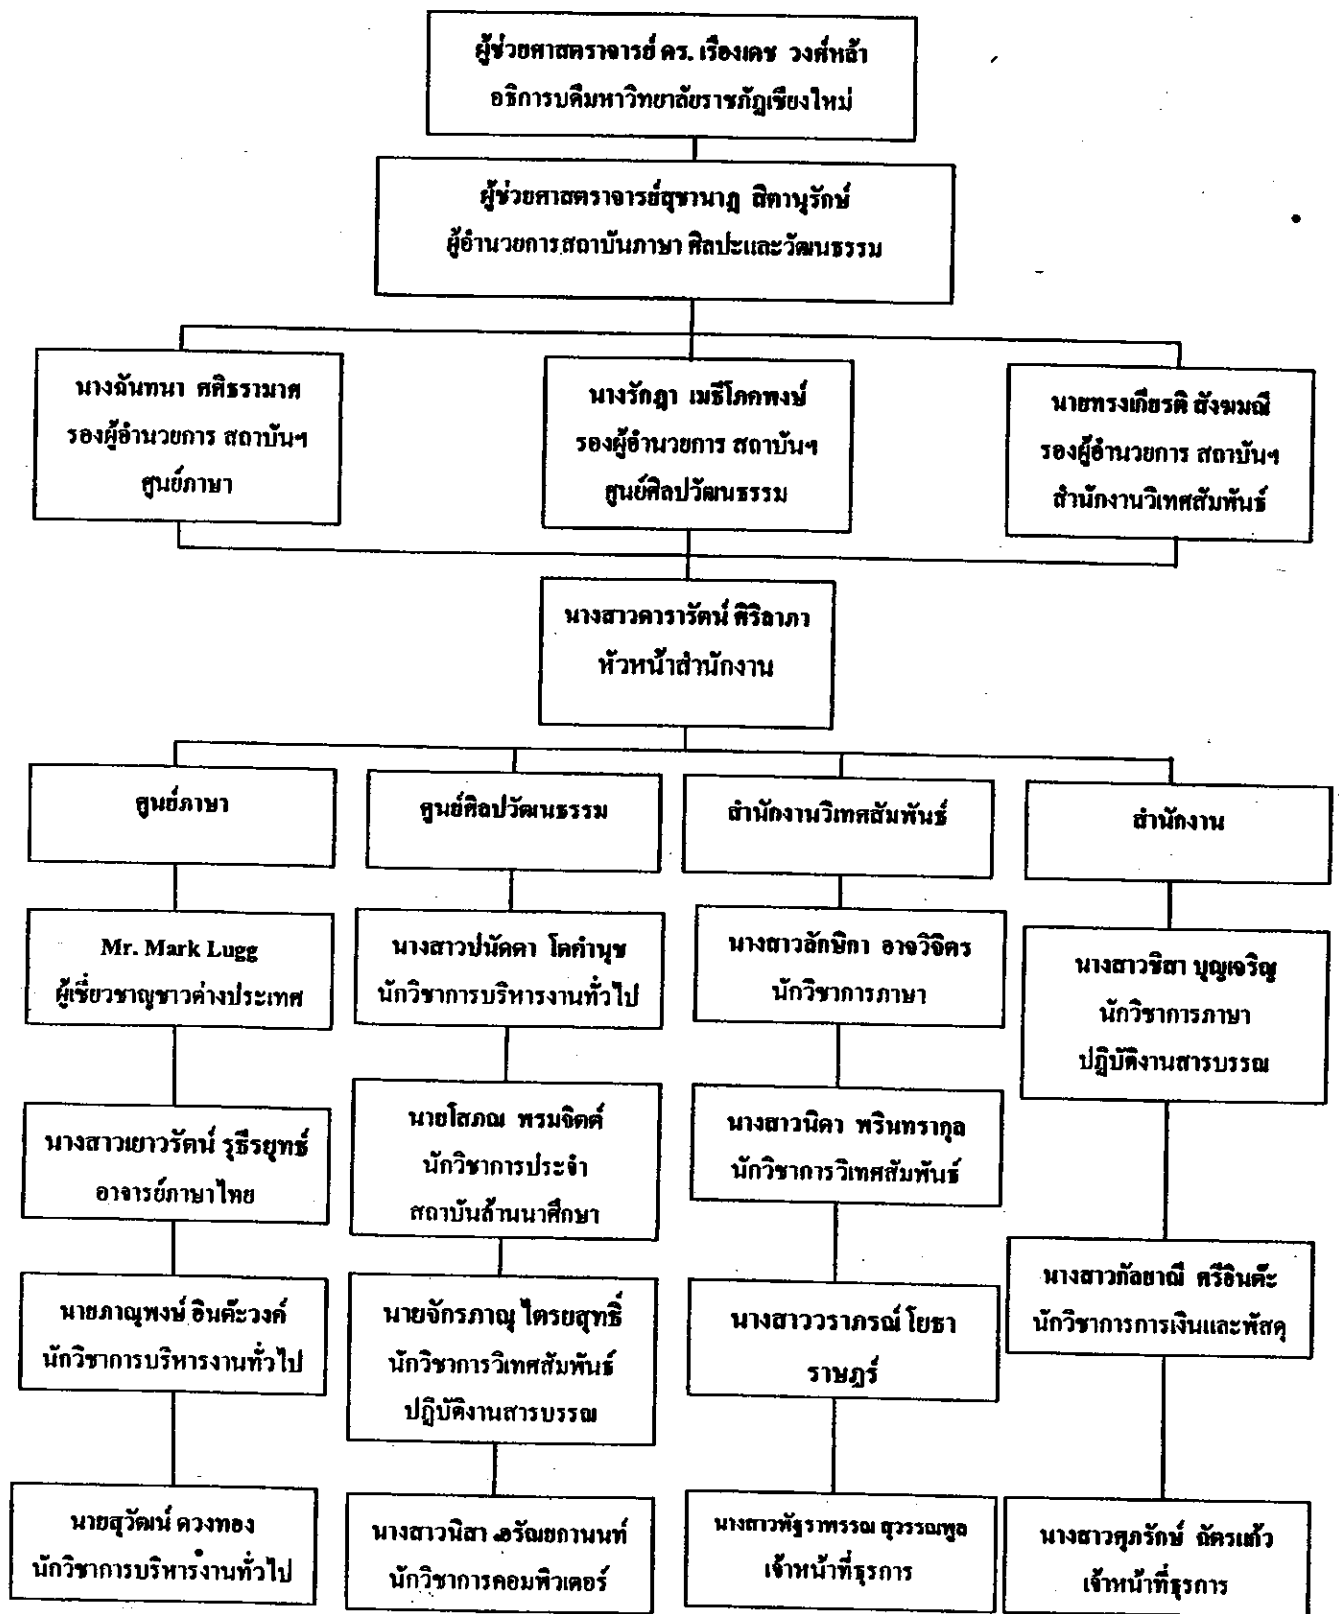 ผู้ช่วยศาสตราจารย์ ดร. เรืองเดช วงศ์หล้า
อธิการบดีมหาวิทยาลัยราชภัฏเชียงใหม่
ผู้ช่วยศาสตราจารย์สุชานาฏ สิตานุรักษ์
ผู้อำนวยการสถาบันภาษา ศิลปะและวัฒนธรรม
นางฉันทนา ศศิธรามาศ
รองผู้อำนวยการ สถาบันฯ
ศูนย์ภาษา
นางรักฎา เมธีโภคพงษ์
รองผู้อำนวยการ สถาบันฯ
ศูนย์ศิลปวัฒนธรรม
นายทรงเกียรติ สังฆมณี
รองผู้อำนวยการ สถาบันฯ
สำนักงานวิเทศสัมพันธ์
นางสาวดารารัตน์ ศิริลาภา
หัวหน้าสำนักงาน
ศูนย์ภาษา
ศูนย์ศิลปวัฒนธรรม
สำนักงานวิเทศสัมพันธ์
สำนักงาน
Mr. Mark Lugg
ผู้เชี่ยวชาญชาวต่างประเทศ
นางสาวปนัดดา โตคำนุช
นักวิชาการบริหารงานทั่วไป
นางสาวลักษิกา อาจวิจิตร
นักวิชาการภาษา
นางสาวชิสา บุญเจริญ
นักวิชาการภาษา
ปฏิบัติงานสารบรรณ
นางสาวเยาวรัตน์ รุธีรยุทธ์
อาจารย์ภาษาไทย
นายโสภณ พรมจิตต์
นักวิชาการประจำ
สถาบันล้านนาศึกษา
นางสาวนิดา พรินทรากุล
นักวิชาการวิเทศสัมพันธ์
นางสาวกัลยาณี ศรีอินต๊ะ
นักวิชาการการเงินและพัสดุ
นายภาณุพงษ์ อินต๊ะวงค์
นักวิชาการบริหารงานทั่วไป
นายจักรภาณุ ไตรยสุทธิ์
นักวิชาการวิเทศสัมพันธ์
ปฏิบัติงานสารบรรณ
นางสาววราภรณ์ โยธา
ราษฎร์
นายสุวัฒน์ ดวงทอง
นักวิชาการบริหารงานทั่วไป
นางสาวนิสา อรัณยกานนท์
นักวิชาการคอมพิวเตอร์
นางสาวพัฐราพรรณ สุวรรณพูล
เจ้าหน้าที่ธุรการ
นางสาวศุภรักษ์ ฉัตรแก้ว
เจ้าหน้าที่ธุรการ